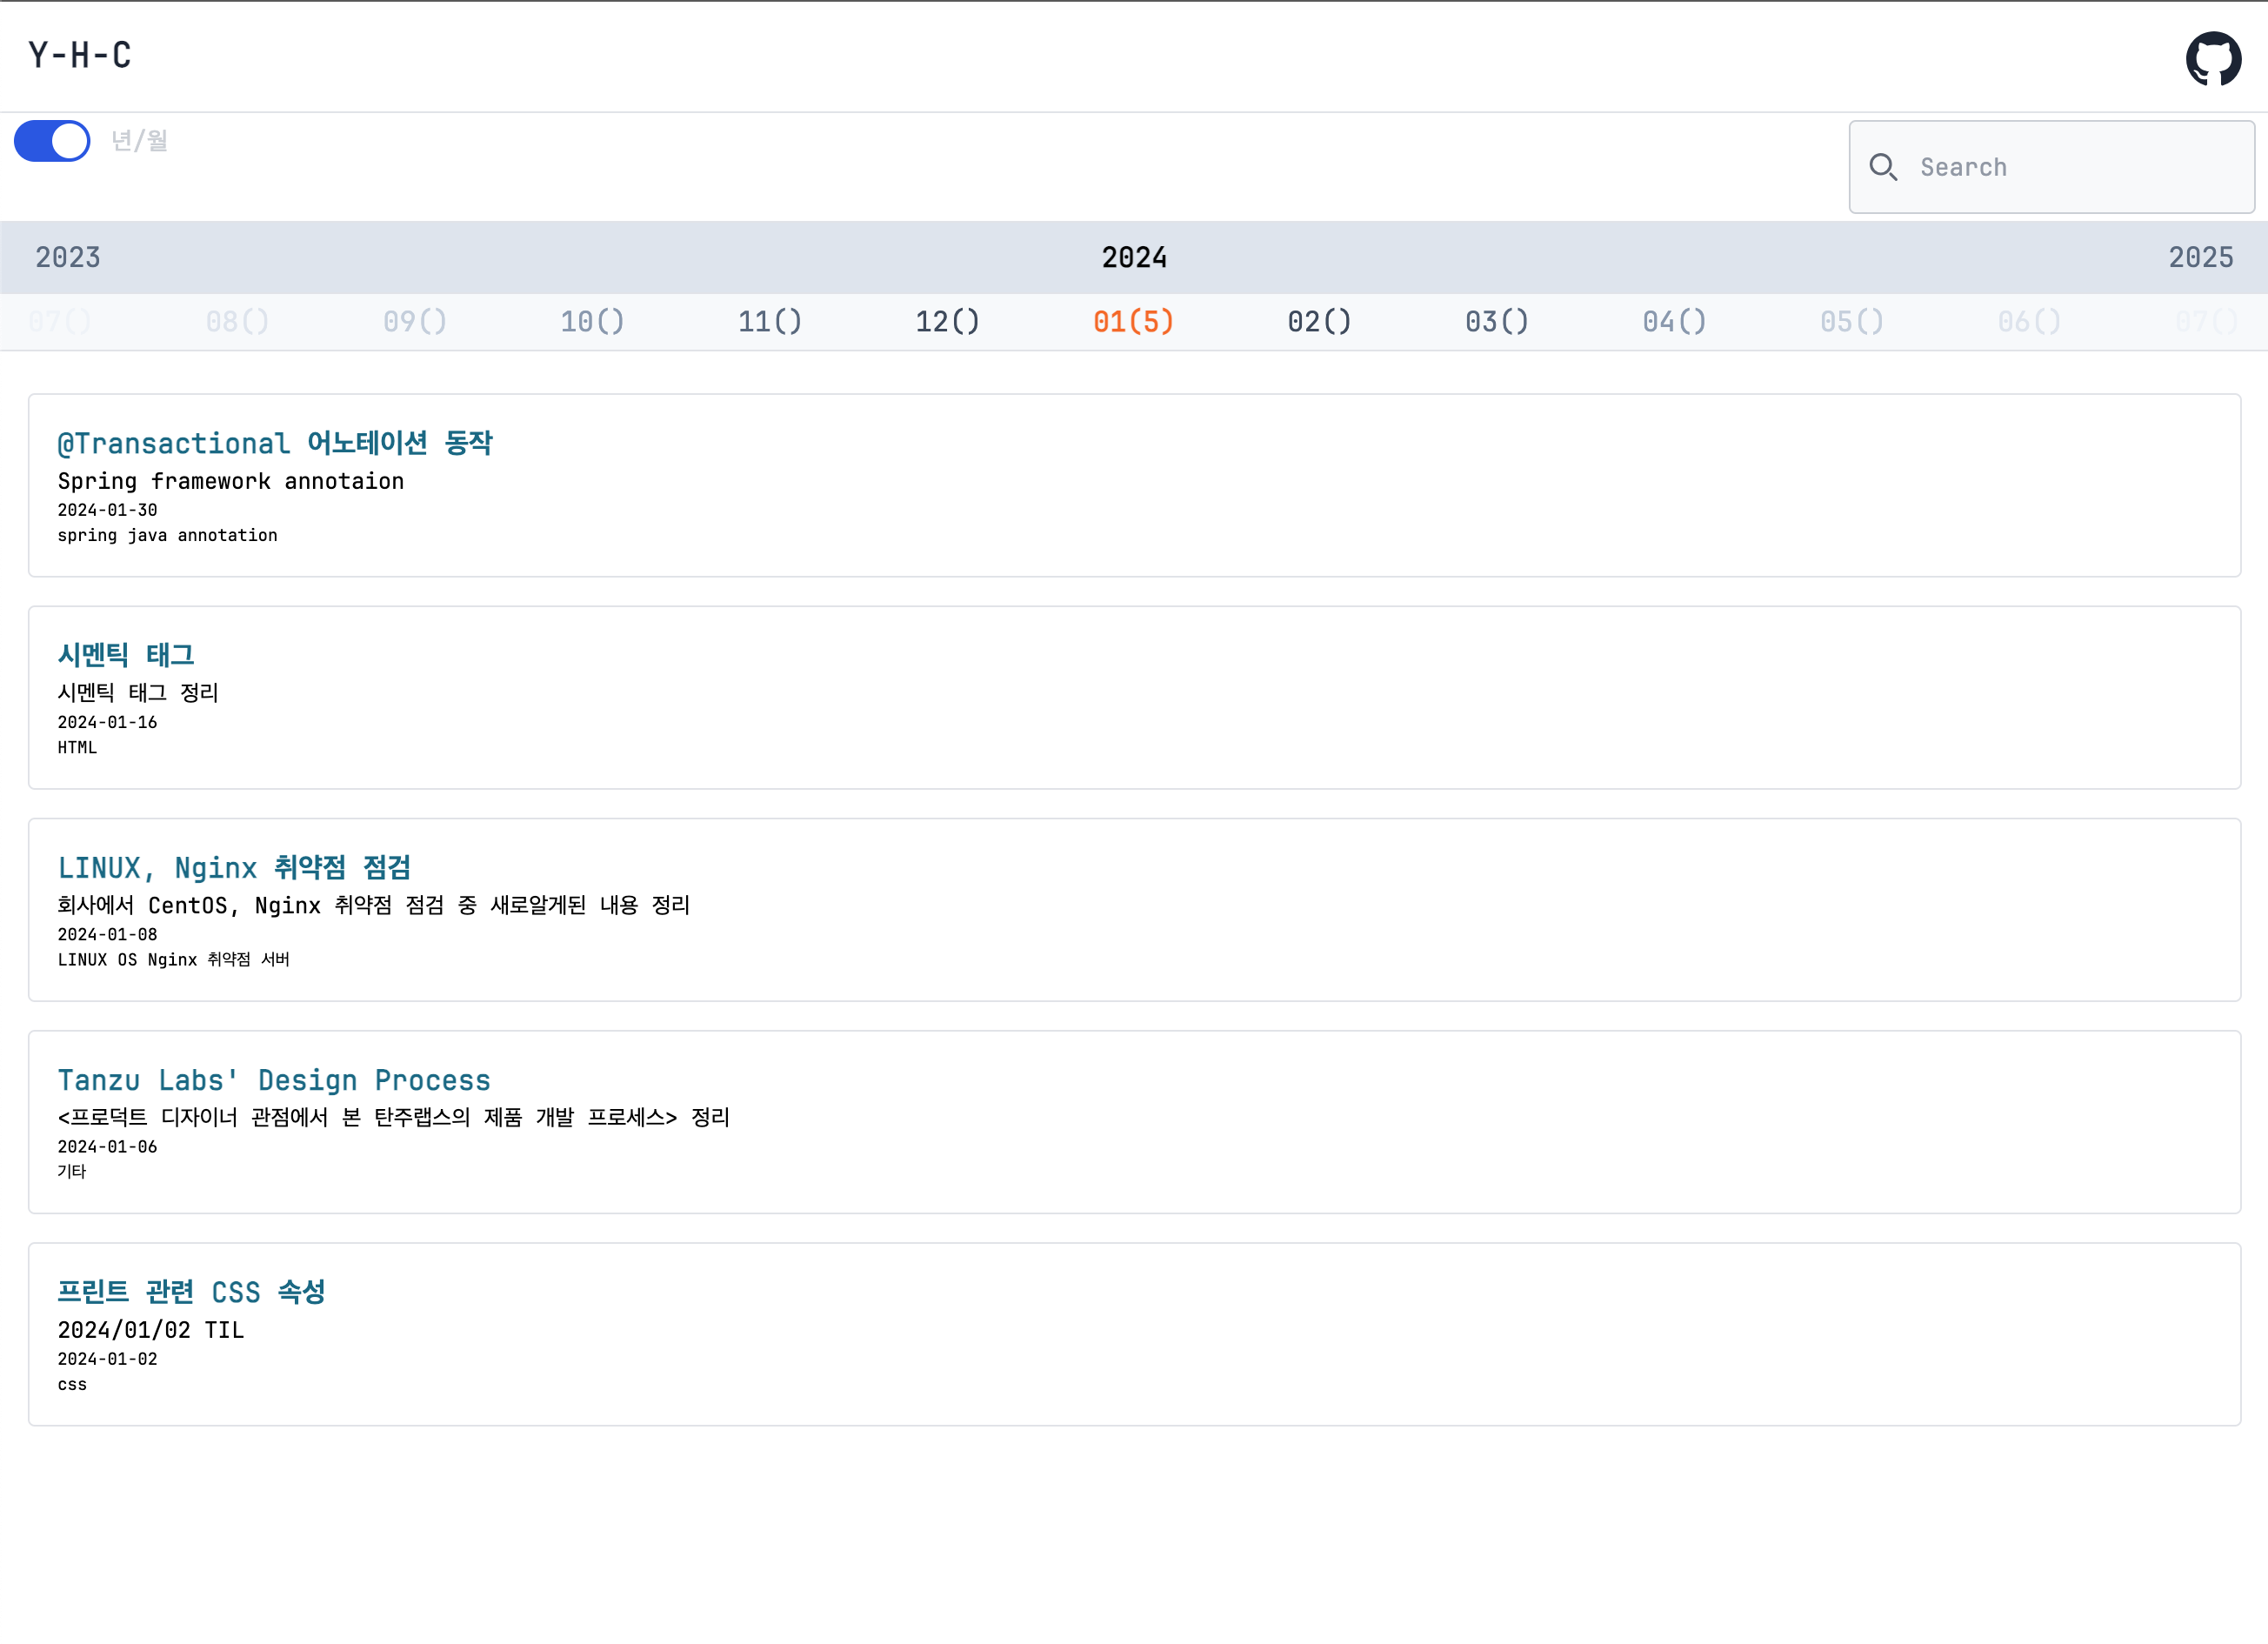 Y-H-C
년/월
Search
2023 2024 2025
07() 08() 09() 10() 11() 12() 01(5) 02() 03() 04() 05() 06() 07()
@Transactional 어노테이션 동작
Spring framework annotaion
2024-01-30
spring java annotation
시멘틱 태그
시멘틱 태그 정리
2024-01-16
HTML
LINUX, Nginx 취약점 점검
회사에서 CentOS, Nginx 취약점 점검 중 새로알게된 내용 정리
2024-01-08
LINUX OS Nginx 취약점 서버
Tanzu Labs' Design Process
<프로덕트 디자이너 관점에서 본 탄주랩스의 제품 개발 프로세스> 정리
2024-01-06
기타
프린트 관련 CSS 속성
2024/01/02 TIL
2024-01-02
css